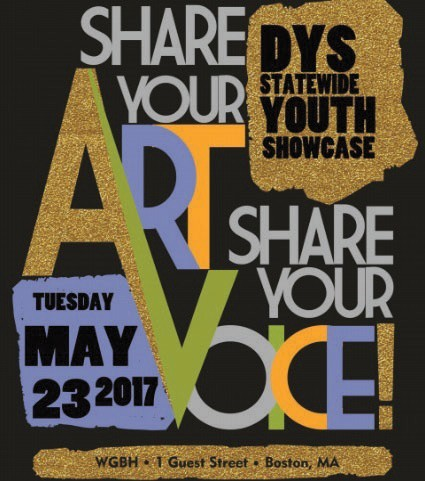 SHARE
YOUR
ART
DYS
STATEWIDE
YOUTH
SHOWCASE
SHARE
YOUR
VOICE!
TUESDAY
MAY
23 2017
WGBH • 1 Guest Street • Boston, MA